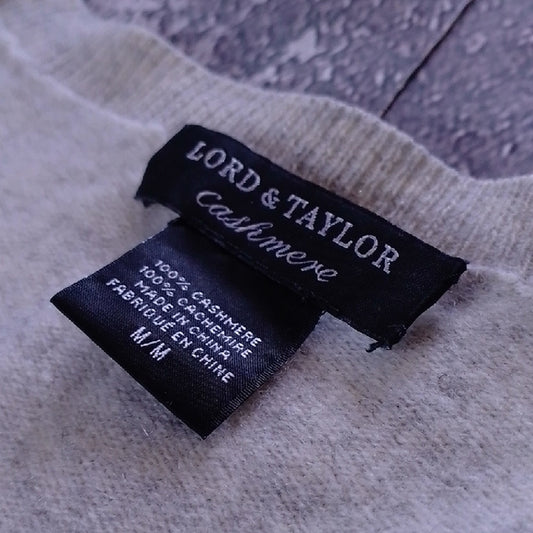 LORD & TAYLOR
cashmere
100% CASHMERE
100% CACHEMIRE
MADE IN CHINA
FABRIQUÉ EN CHINE
M/M